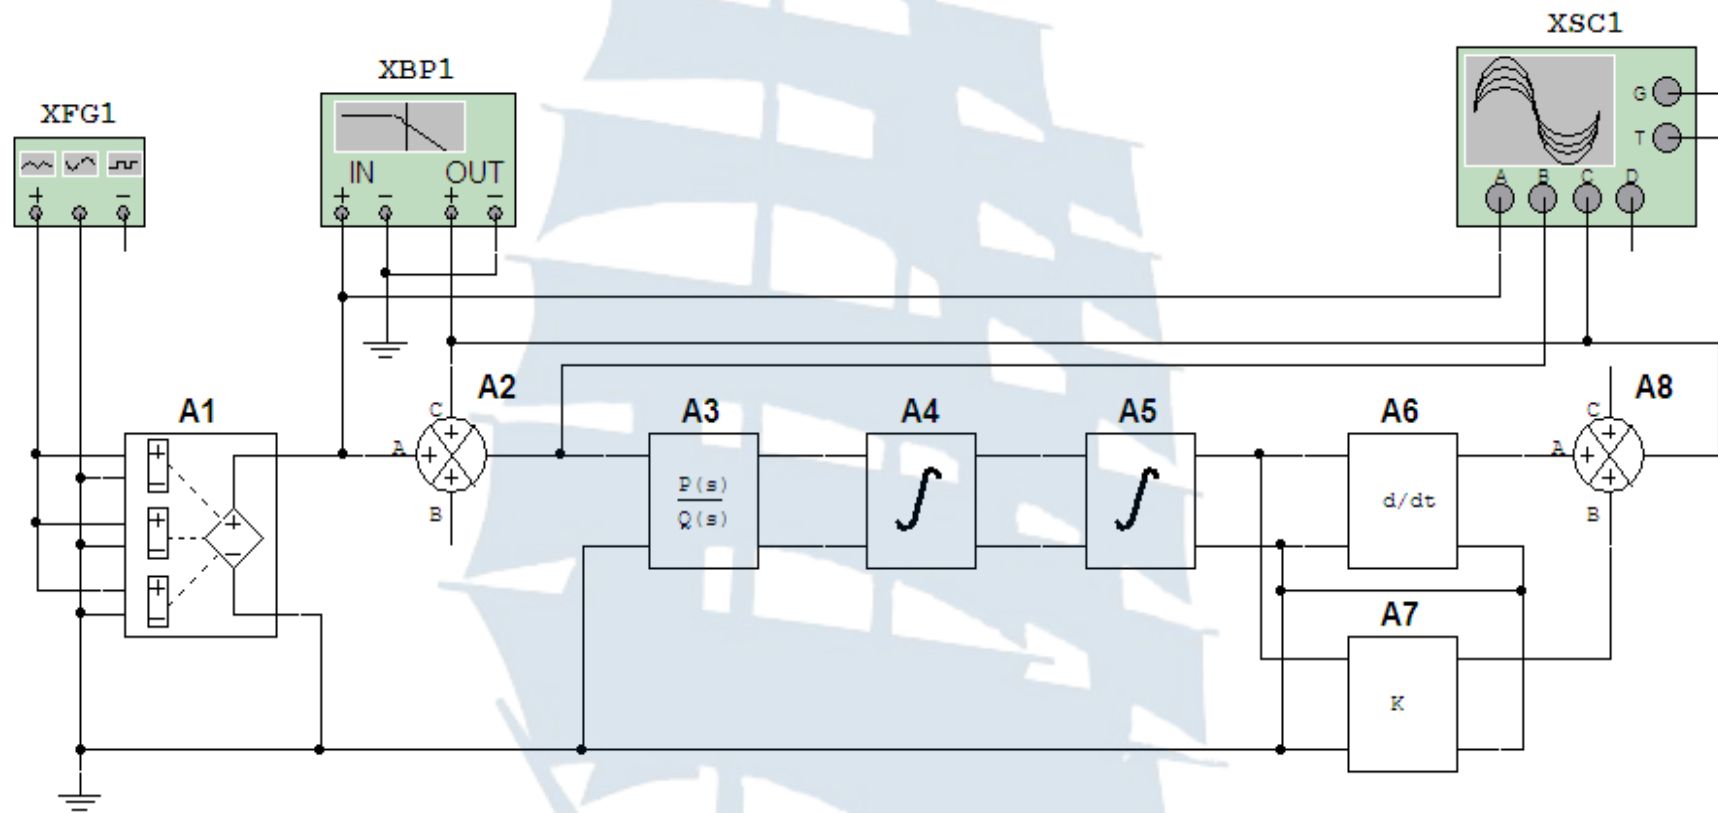 XSC1
XBP1
XFG1
G
T
IN OUT
A B C D
+ - + -
+ -
A2
A8
A1
A3
A4
A5
A6
C
C
A
A
P(s)
Q(s)
d/dt
B
B
A7
K